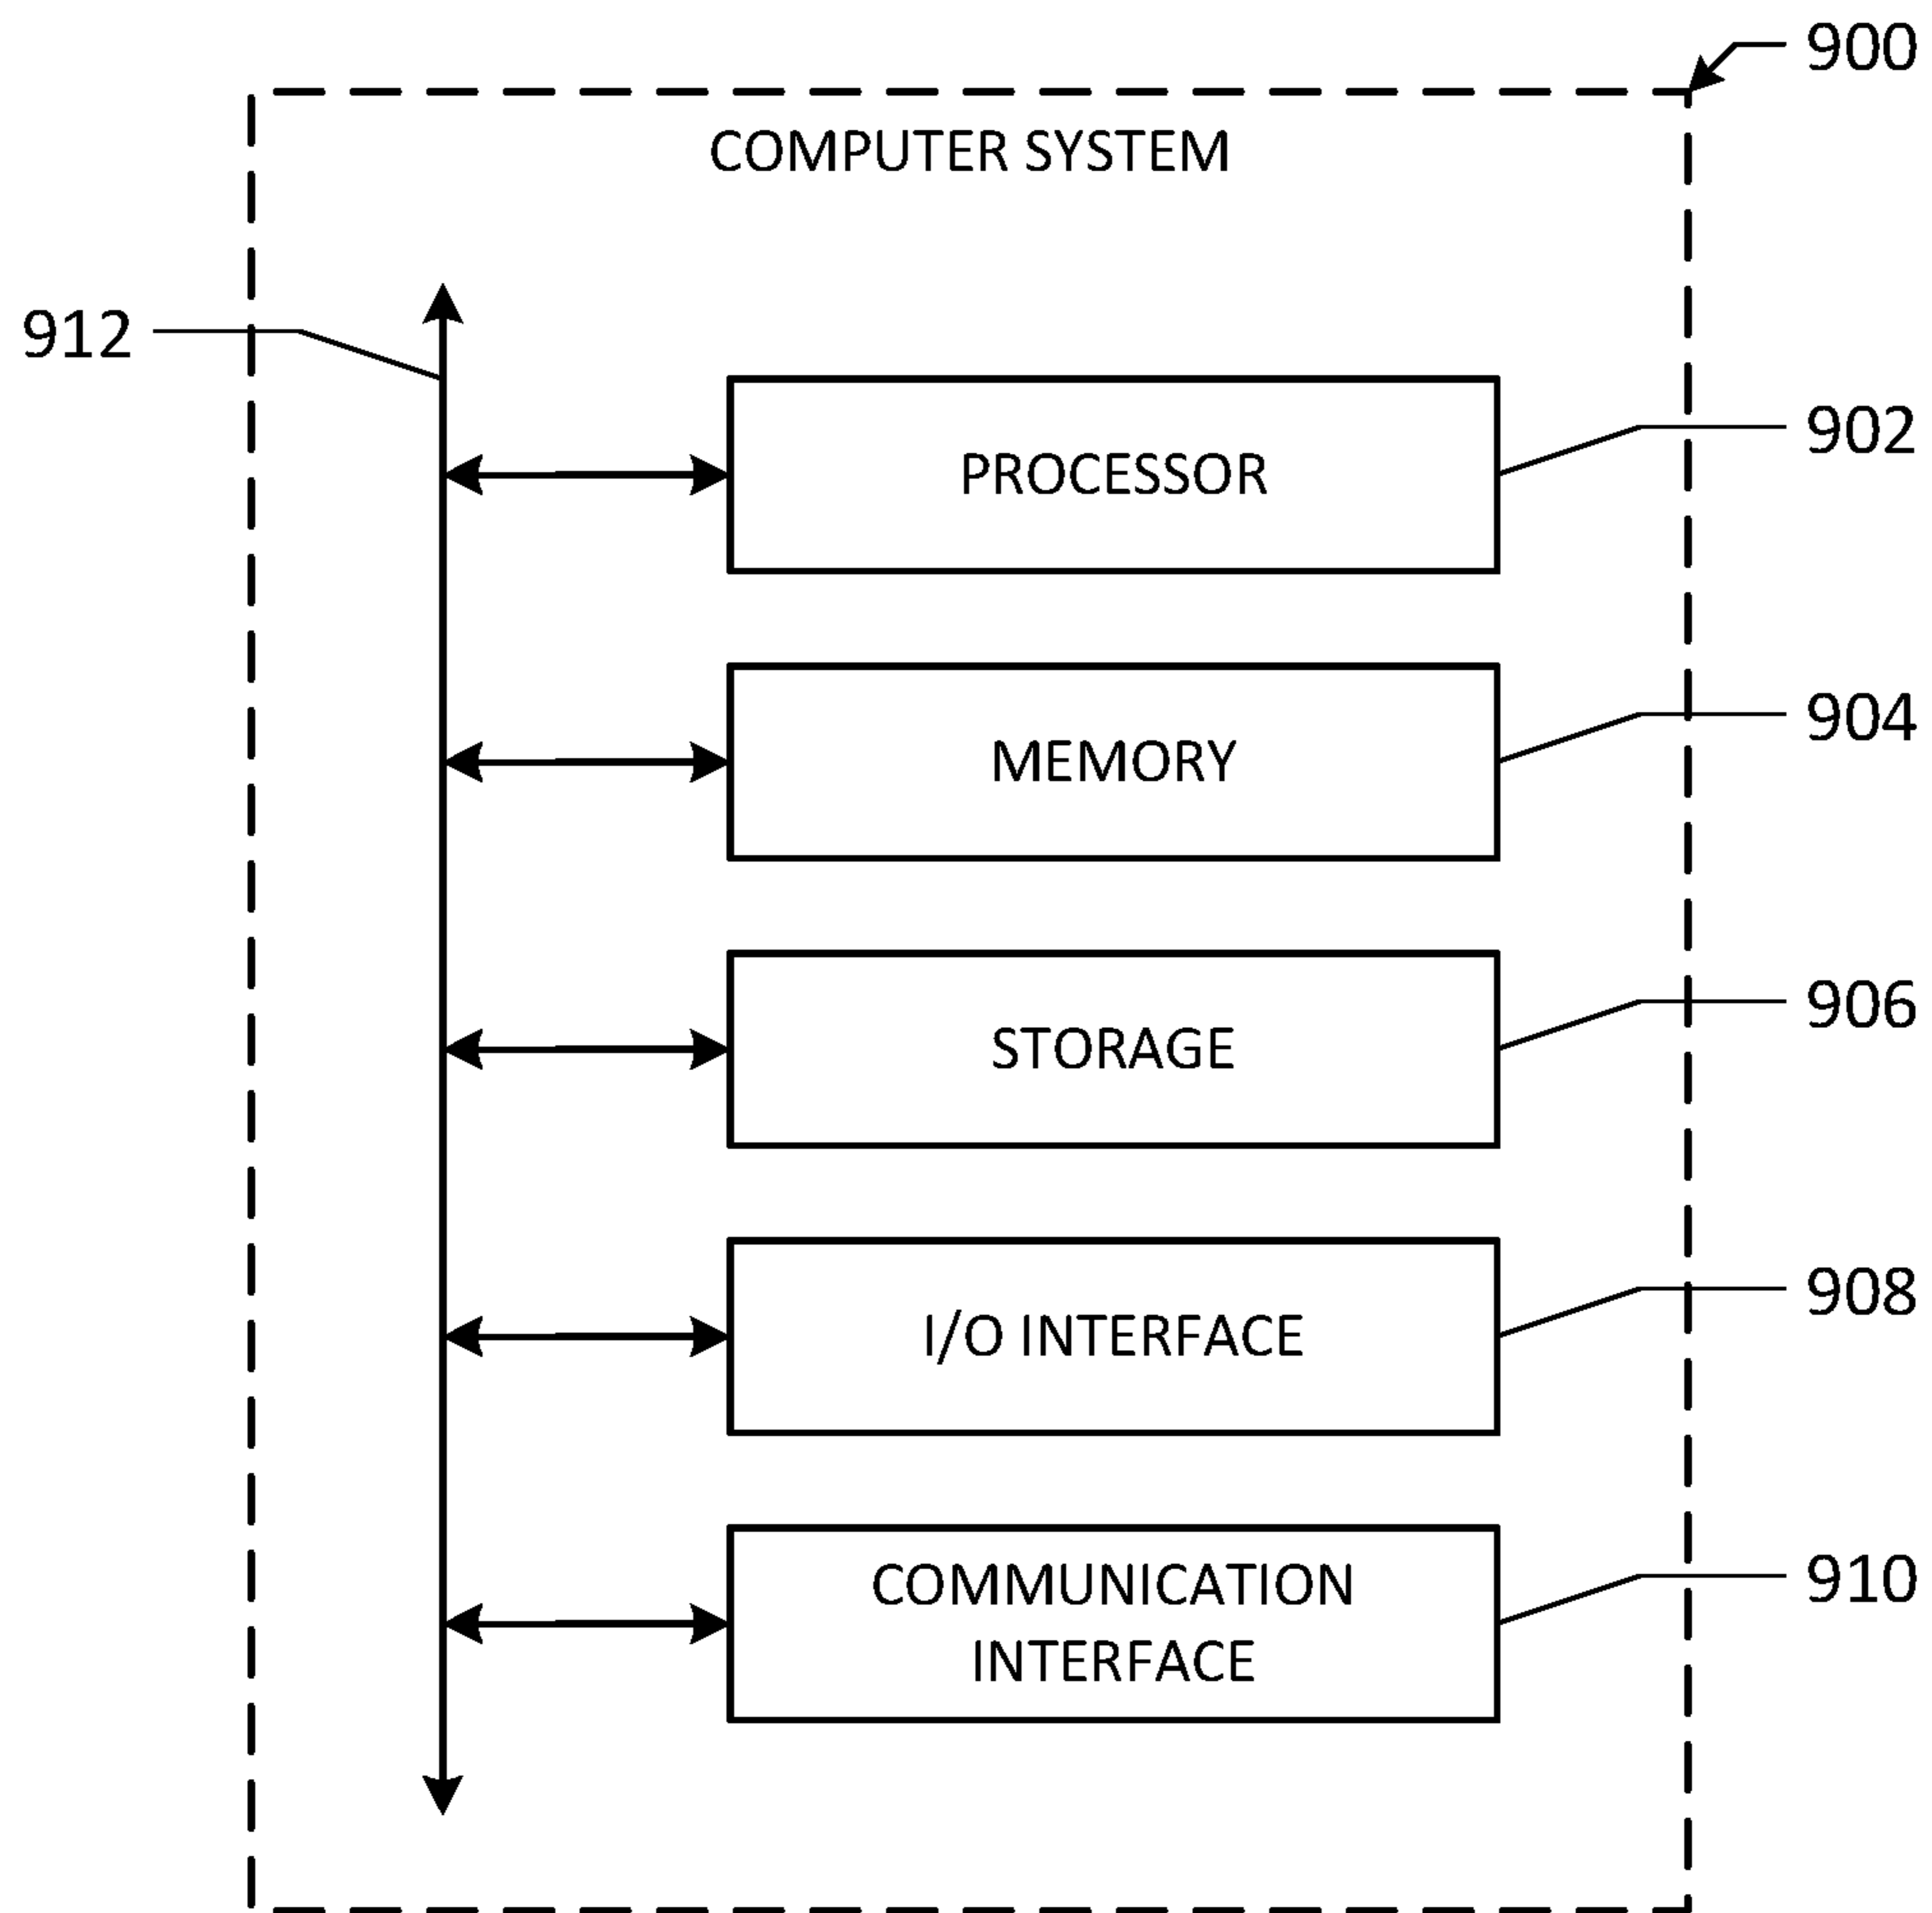 900
COMPUTER SYSTEM
912
902
PROCESSOR
904
MEMORY
906
STORAGE
908
I/O INTERFACE
910
COMMUNICATION
INTERFACE